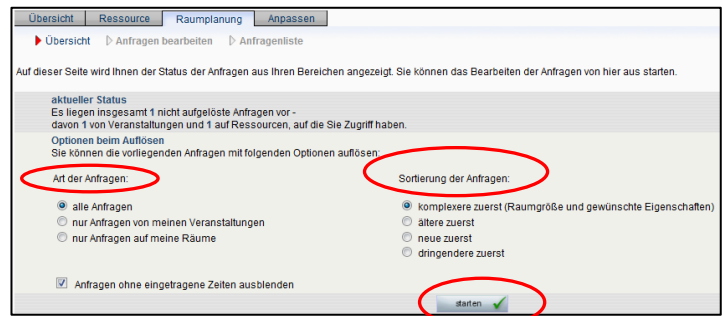 Übersicht Ressource Raumplanung Anpassen
Übersicht Anfragen bearbeiten Anfragenliste
Auf dieser Seite wird Ihnen der Status der Anfragen aus Ihren Bereichen angezeigt. Sie können das Bearbeiten der Anfragen von hier aus starten.
aktueller Status
Es liegen insgesamt 1 nicht aufgelöste Anfragen vor -
davon 1 von Veranstaltungen und 1 auf Ressourcen, auf die Sie Zugriff haben.
Optionen beim Auflösen
Sie können die vorliegenden Anfragen mit folgenden Optionen auflösen:
Art der Anfragen:
alle Anfragen
nur Anfragen von meinen Veranstaltungen
nur Anfragen auf meine Räume
Sortierung der Anfragen:
komplexere zuerst (Raumgröße und gewünschte Eigenschaften)
ältere zuerst
neue zuerst
dringendere zuerst
Anfragen ohne eingetragene Zeiten ausblenden
starten